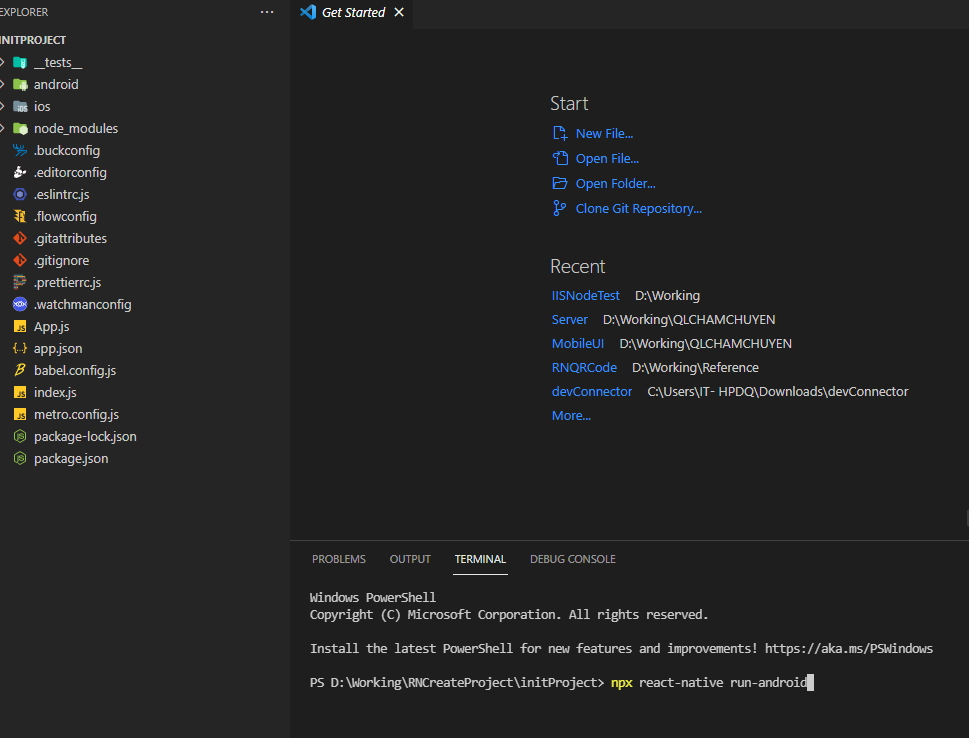 EXPLORER
INITPROJECT
__tests__
android
ios
node_modules
.buckconfig
.editorconfig
.eslintrc.js
.flowconfig
.gitattributes
.gitignore
.prettierrc.js
.watchmanconfig
App.js
app.json
babel.config.js
index.js
metro.config.js
package-lock.json
package.json
Get Started
Start
New File...
Open File...
Open Folder...
Clone Git Repository...
Recent
IISNodeTest D:\Working
Server D:\Working\QLCHAMCHUYEN
MobileUI D:\Working\QLCHAMCHUYEN
RNQRCode D:\Working\Reference
devConnector C:\Users\IT- HPDQ\Downloads\devConnector
More...
PROBLEMS OUTPUT TERMINAL DEBUG CONSOLE
Windows PowerShell
Copyright (C) Microsoft Corporation. All rights reserved.
Install the latest PowerShell for new features and improvements! https://aka.ms/PSWindows
PS D:\Working\RNCreateProject\initProject> npx react-native run-android